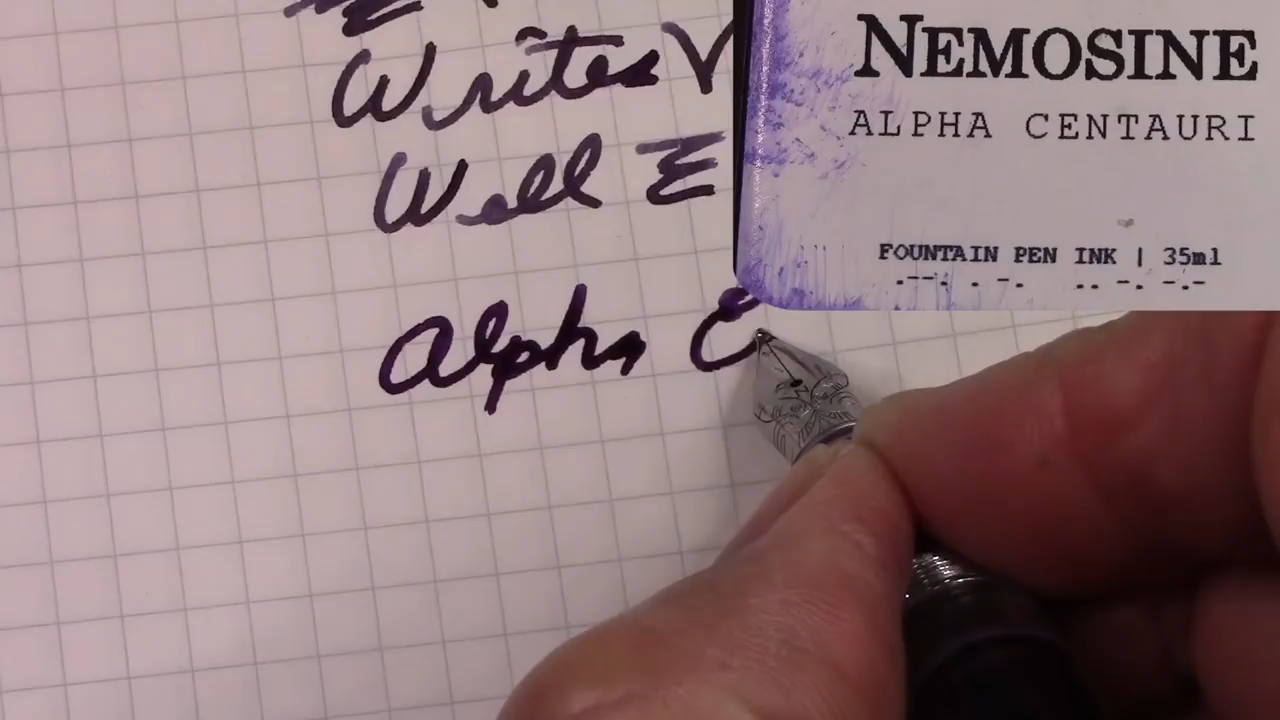 Writes V
Well
Alpha C
NEMOSINE
ALPHA CENTAURI
FOUNTAIN PEN INK | 35ml
.--. . -. .. -. -.-